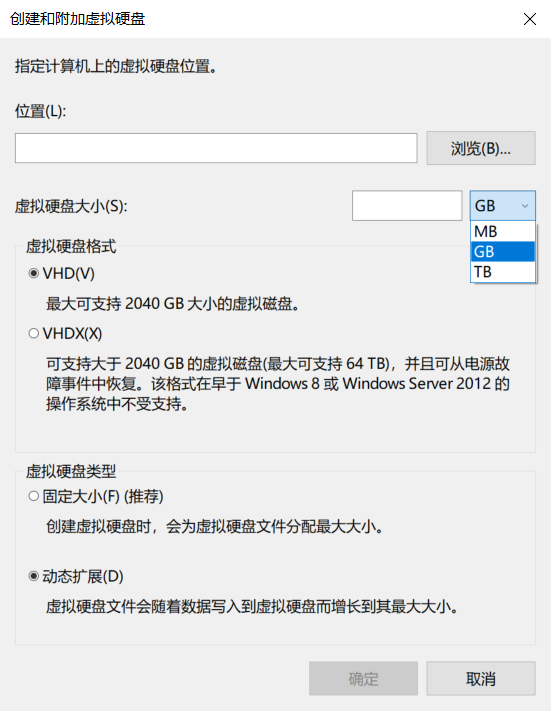 创建和附加虚拟硬盘
指定计算机上的虚拟硬盘位置。
位置(L):
浏览(B)...
虚拟硬盘大小(S):
GB
MB
GB
TB
虚拟硬盘格式
VHD(V)
最大可支持 2040 GB 大小的虚拟磁盘。
VHDX(X)
可支持大于 2040 GB 的虚拟磁盘(最大可支持 64 TB)，并且可从电源故
障事件中恢复。该格式在早于 Windows 8 或 Windows Server 2012 的
操作系统中不受支持。
虚拟硬盘类型
固定大小(F) (推荐)
创建虚拟硬盘时，会为虚拟硬盘文件分配最大大小。
动态扩展(D)
虚拟硬盘文件会随着数据写入到虚拟硬盘而增长到其最大大小。
确定
取消